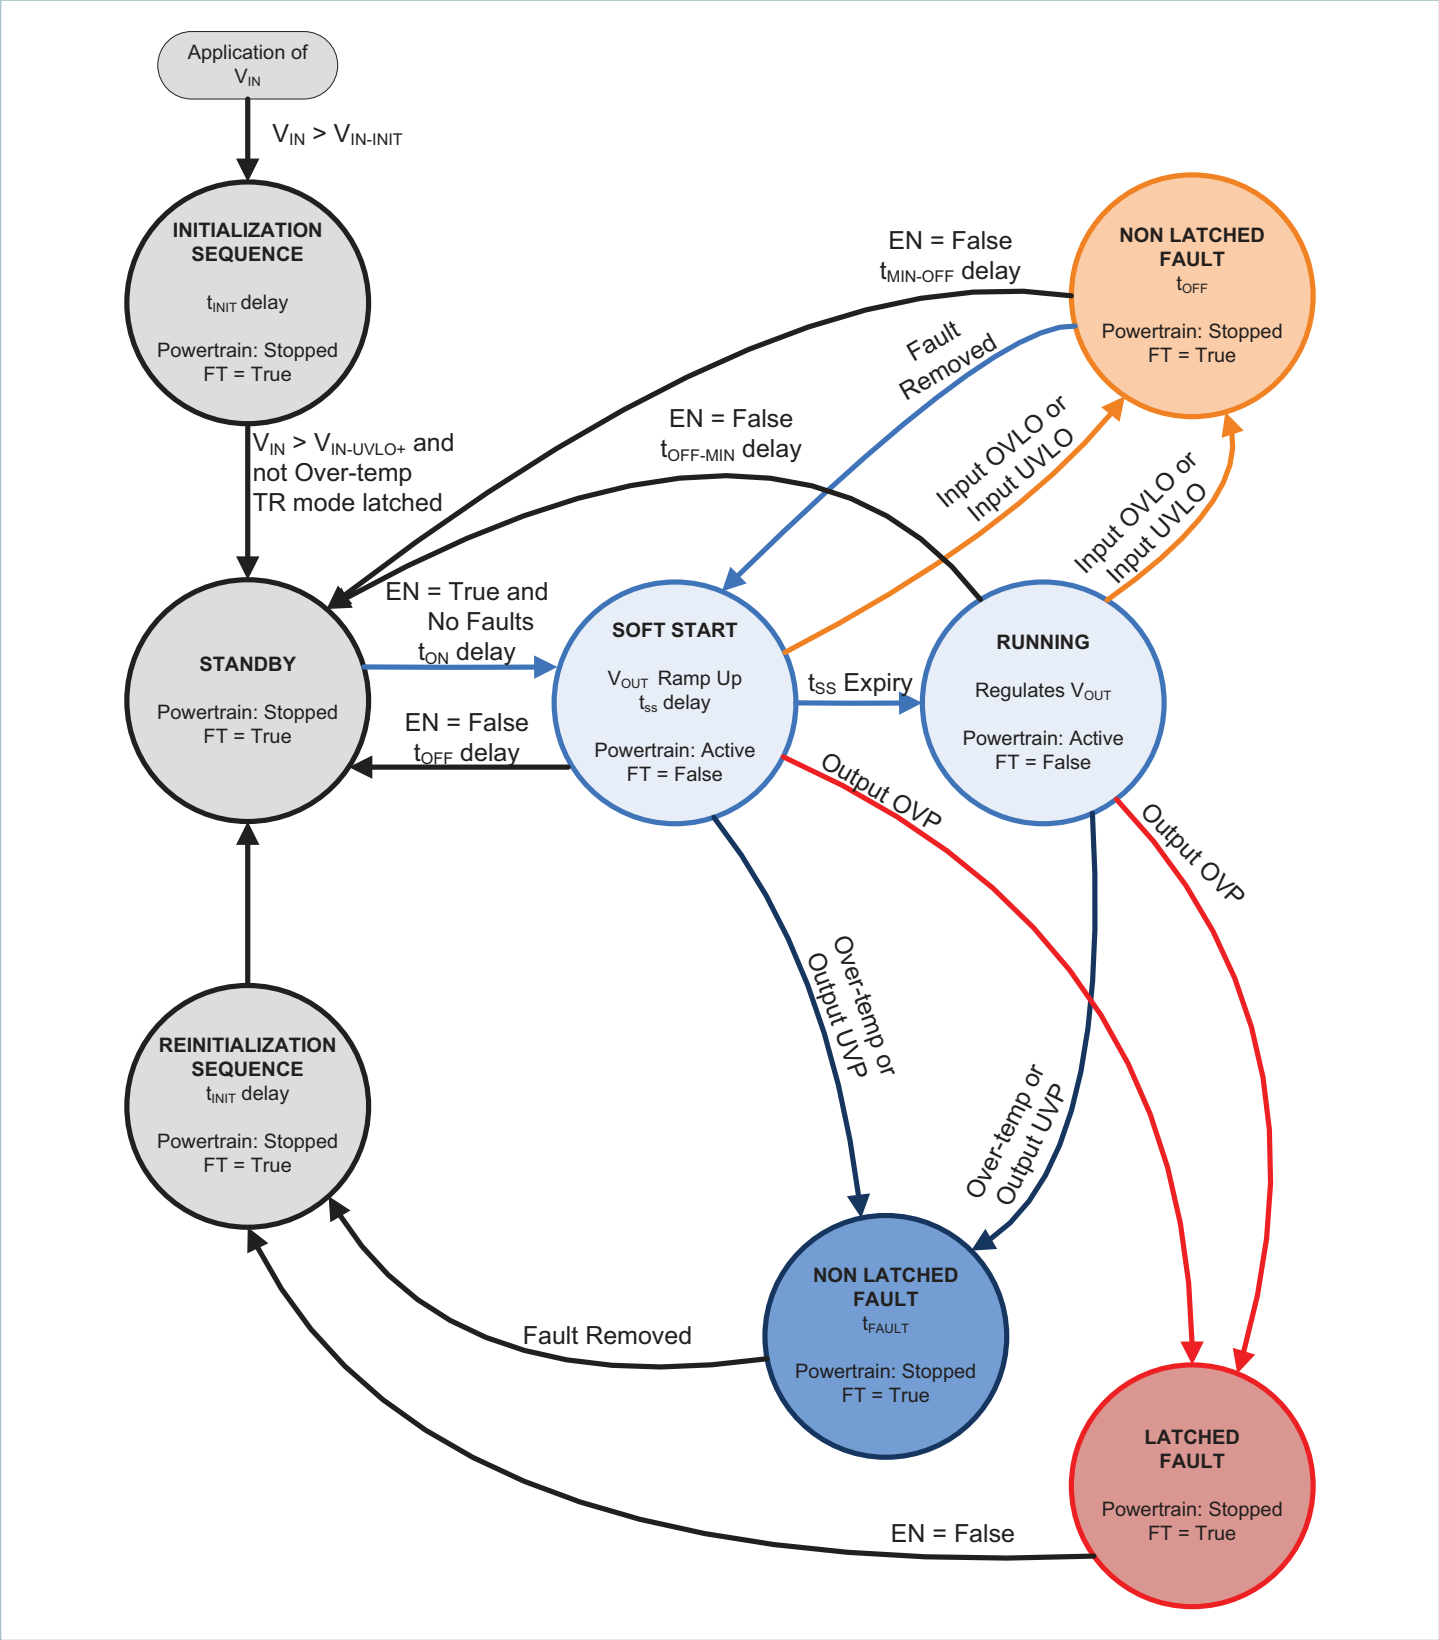 Application of
VIN
VIN > VIN-INIT
INITIALIZATION
SEQUENCE
tINIT delay
Powertrain: Stopped
FT = True
VIN > VIN-UVLO+ and
not Over-temp
TR mode latched
STANDBY
Powertrain: Stopped
FT = True
EN = False
tMIN-OFF delay
NON LATCHED
FAULT
tOFF
Powertrain: Stopped
FT = True
Fault
Removed
EN = False
tOFF-MIN delay
Input OVLO or
Input UVLO
Input OVLO or
Input UVLO
EN = True and
No Faults
tON delay
EN = False
tOFF delay
SOFT START
VOUT Ramp Up
tss delay
Powertrain: Active
FT = False
tSS Expiry
RUNNING
Regulates VOUT
Powertrain: Active
FT = False
Output OVP
Output OVP
Over-temp or
Output UVP
Over-temp or
Output UVP
REINITIALIZATION
SEQUENCE
tINIT delay
Powertrain: Stopped
FT = True
Fault Removed
NON LATCHED
FAULT
tFAULT
Powertrain: Stopped
FT = True
EN = False
LATCHED
FAULT
Powertrain: Stopped
FT = True